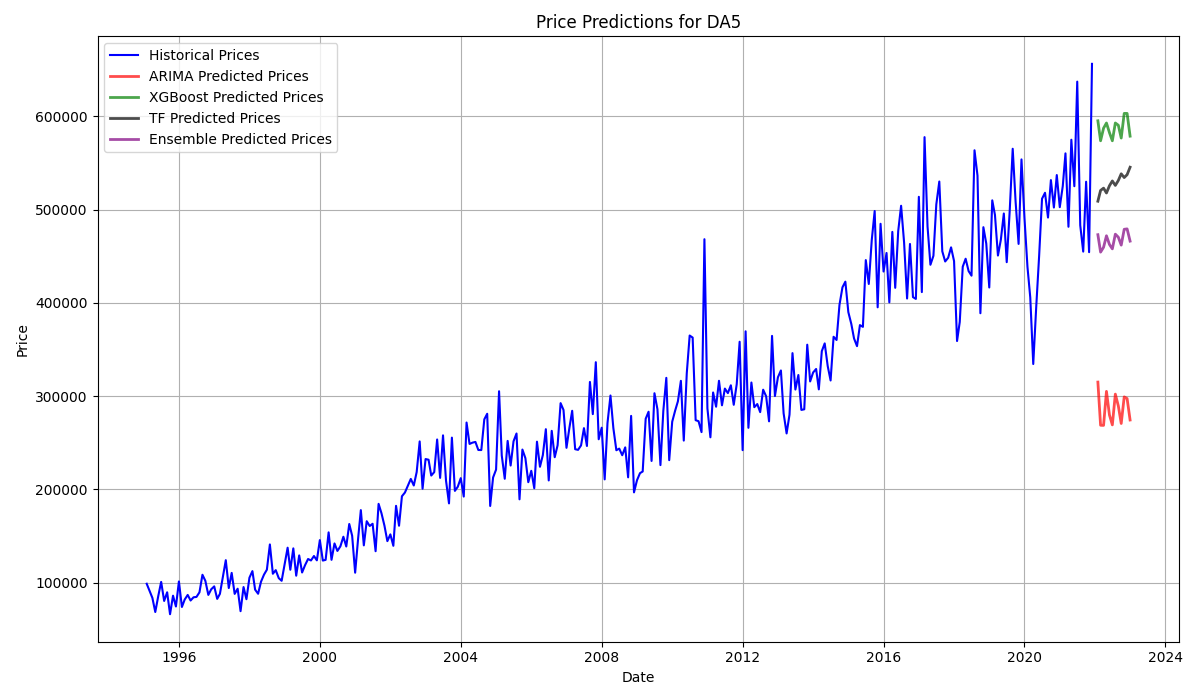 Price Predictions for DA5
Historical Prices
ARIMA Predicted Prices
XGBoost Predicted Prices
TF Predicted Prices
Ensemble Predicted Prices
Price
600000
500000
400000
300000
200000
100000
1996 2000 2004 2008 2012 2016 2020 2024
Date